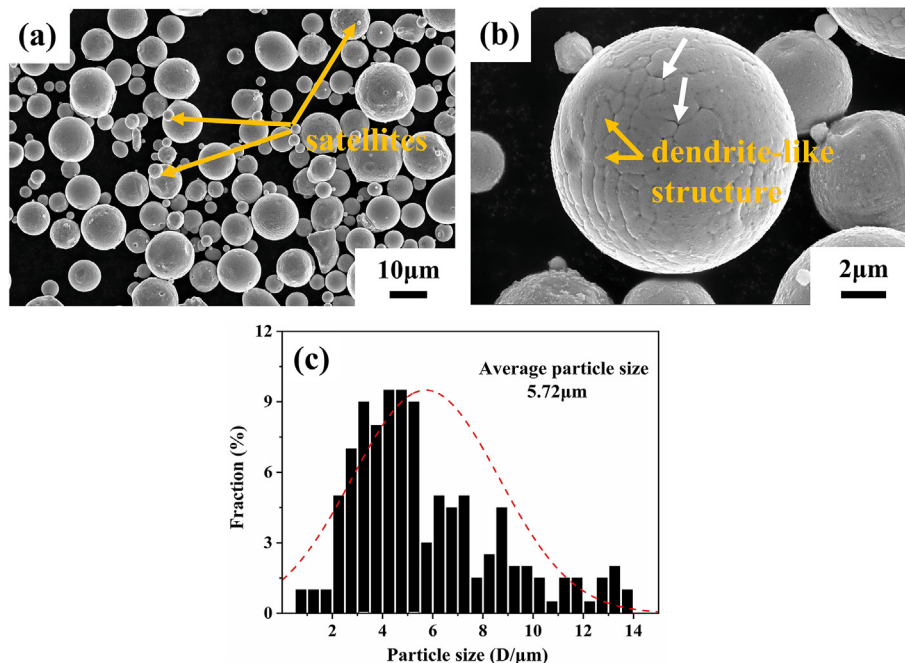 (a)
satellites
10μm
(b)
dendrite-like
structure
2μm
(c)
Average particle size
5.72μm
Fraction (%)
12
9
6
3
0
2
4
6
8
10
12
14
Particle size (D/μm)